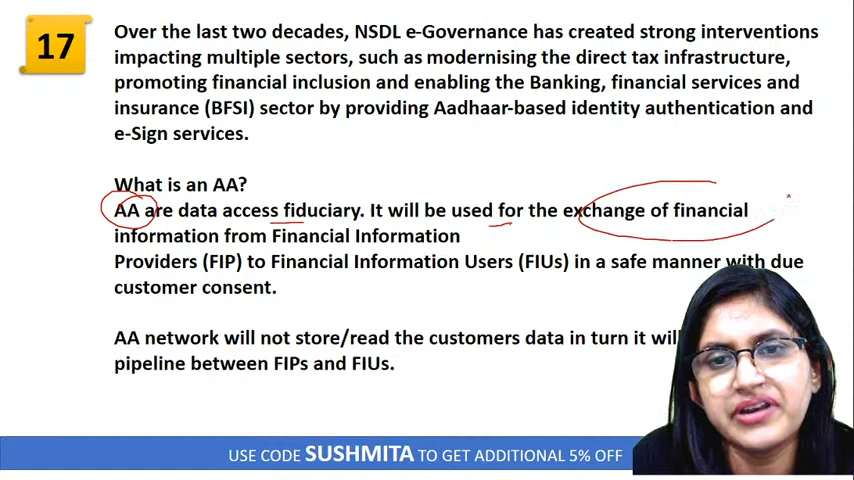 17
Over the last two decades, NSDL e-Governance has created strong interventions
impacting multiple sectors, such as modernising the direct tax infrastructure,
promoting financial inclusion and enabling the Banking, financial services and
insurance (BFSI) sector by providing Aadhaar-based identity authentication and
e-Sign services.
What is an AA?
AA are data access fiduciary. It will be used for the exchange of financial
information from Financial Information
Providers (FIP) to Financial Information Users (FIUs) in a safe manner with due
customer consent.
AA network will not store/read the customers data in turn it will
pipeline between FIPs and FIUs.
USE CODE SUSHMITA TO GET ADDITIONAL 5% OFF